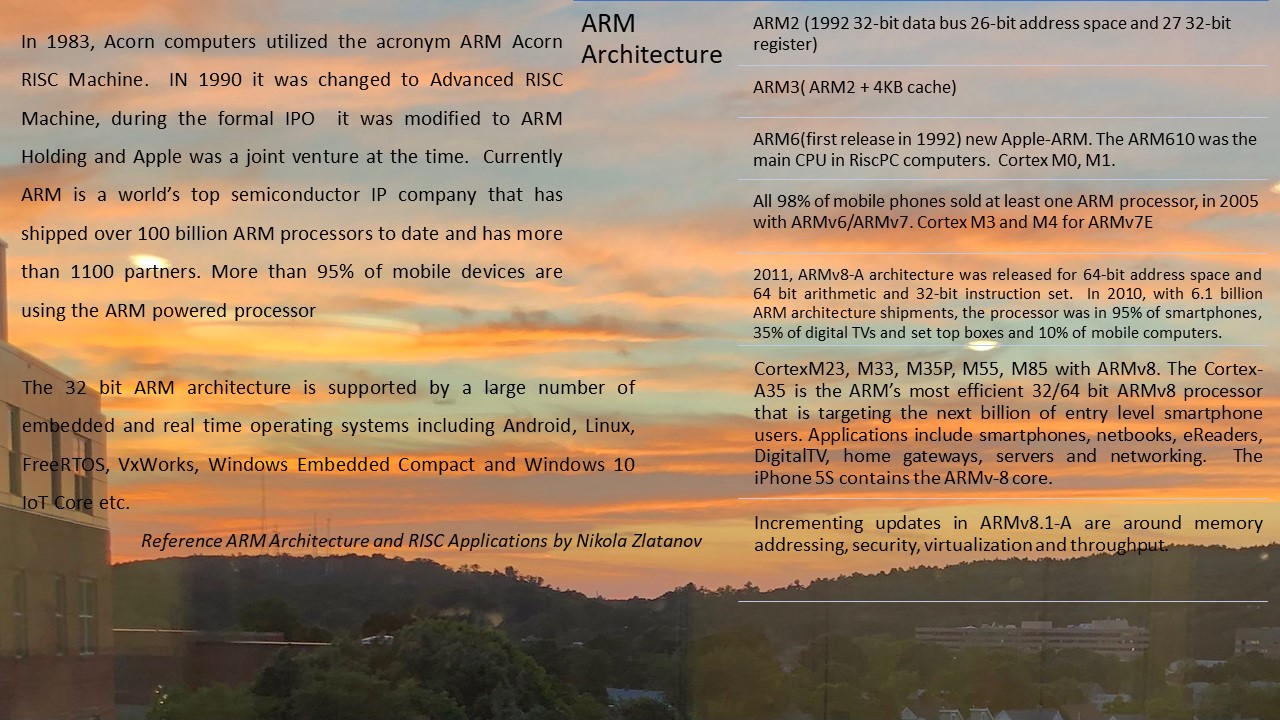 In 1983, Acorn computers utilized the acronym ARM Acorn
RISC Machine. IN 1990 it was changed to Advanced RISC
Machine, during the formal IPO it was modified to ARM
Holding and Apple was a joint venture at the time. Currently
ARM is a world's top semiconductor IP company that has
shipped over 100 billion ARM processors to date and has more
than 1100 partners. More than 95% of mobile devices are
using the ARM powered processor
The 32 bit ARM architecture is supported by a large number of
embedded and real time operating systems including Android, Linux,
FreeRTOS, VxWorks, Windows Embedded Compact and Windows 10
IoT Core etc.
Reference ARM Architecture and RISC Applications by Nikola Zlatanov
ARM
Architecture
ARM2 (1992 32-bit data bus 26-bit address space and 27 32-bit
register)
ARM3( ARM2 + 4KB cache)
ARM6(first release in 1992) new Apple-ARM. The ARM610 was the
main CPU in RiscPC computers. Cortex M0, M1.
All 98% of mobile phones sold at least one ARM processor, in 2005
with ARMv6/ARMv7. Cortex M3 and M4 for ARMv7E
2011, ARMv8-A architecture was released for 64-bit address space and
64 bit arithmetic and 32-bit instruction set. In 2010, with 6.1 billion
ARM architecture shipments, the processor was in 95% of smartphones,
35% of digital TVs and set top boxes and 10% of mobile computers.
CortexM23, M33, M35P, M55, M85 with ARMv8. The Cortex-
A35 is the ARM's most efficient 32/64 bit ARMv8 processor
that is targeting the next billion of entry level smartphone
users. Applications include smartphones, netbooks, eReaders,
DigitalTV, home gateways, servers and networking. The
iPhone 5S contains the ARMv-8 core.
Incrementing updates in ARMv8.1-A are around memory
addressing, security, virtualization and throughput.